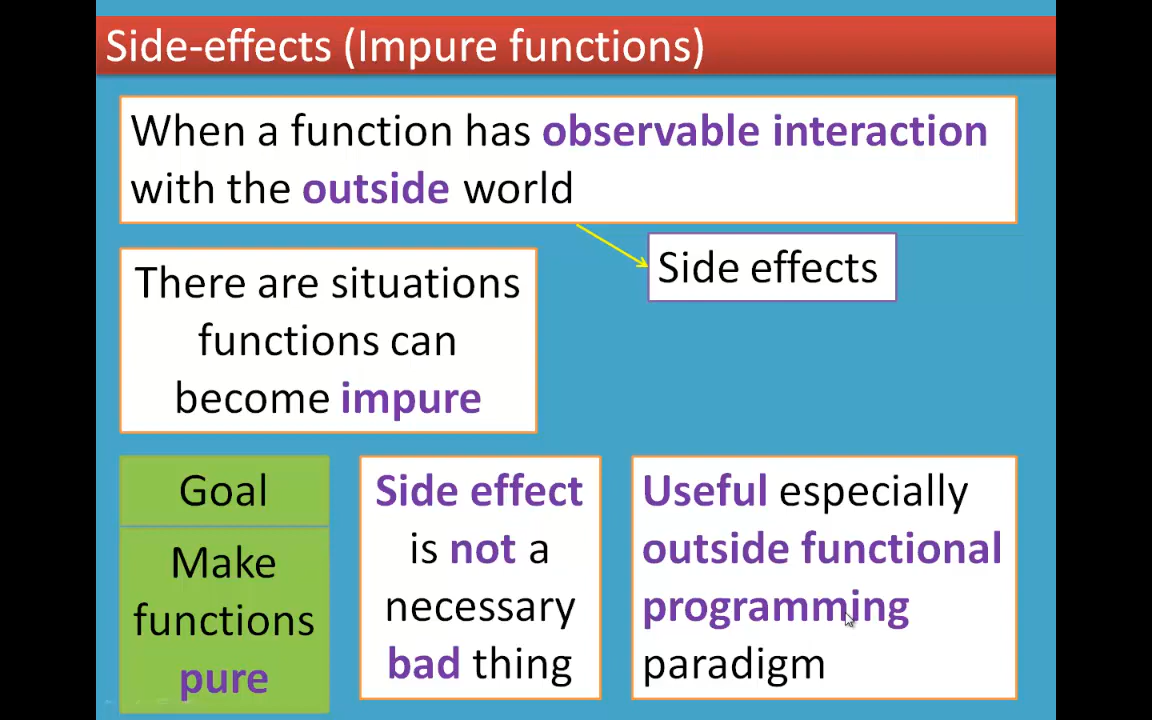 Side-effects (Impure functions)
When a function has observable interaction
with the outside world
Side effects
There are situations
functions can
become impure
Goal
Make
functions
pure
Side effect
is not a
necessary
bad thing
Useful especially
outside functional
programming
paradigm